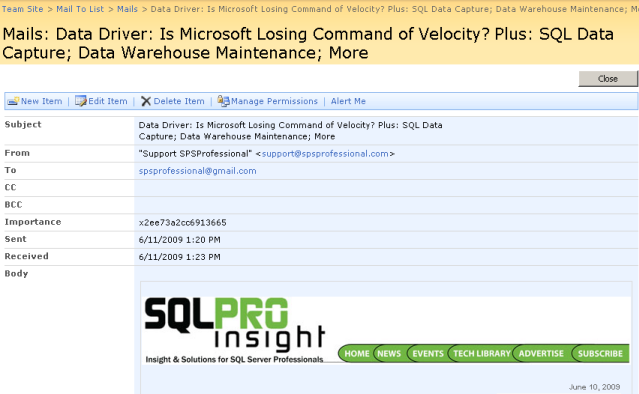 Team Site > Mail To List > Mails > Data Driver: Is Microsoft Losing Command of Velocity? Plus: SQL Data Capture; Data Warehouse Maintenance;
Mails: Data Driver: Is Microsoft Losing Command of Velocity? Plus: SQL Data
Capture; Data Warehouse Maintenance; More
Close
New Item | Edit Item | Delete Item | Manage Permissions | Alert Me
Subject Data Driver: Is Microsoft Losing Command of Velocity? Plus: SQL Data
Capture; Data Warehouse Maintenance; More
From "Support SPSProfessional" <support@spsprofessional.com>
To spsprofessional@gmail.com
CC
BCC
Importance x2ee73a2cc6913665
Sent 6/11/2009 1:20 PM
Received 6/11/2009 1:23 PM
Body
SQLPRO
insight
Insight & Solutions for SQL Server Professionals
HOME NEWS EVENTS TECH LIBRARY ADVERTISE SUBSCRIBE
June 10, 2009